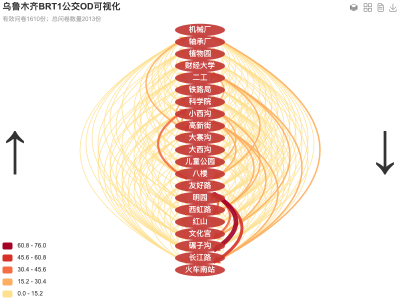 乌鲁木齐BRT1公交OD可视化
有效问卷1610份；总问卷数量2013份
机械厂
轴承厂
植物园
财经大学
二工
铁路局
科学院
小西沟
高新街
大寨沟
大西沟
儿童公园
八楼
友好路
明园
西虹路
红山
文化宫
碾子沟
长江路
火车南站
60.8 - 76.0
45.6 - 60.8
30.4 - 45.6
15.2 - 30.4
0.0 - 15.2